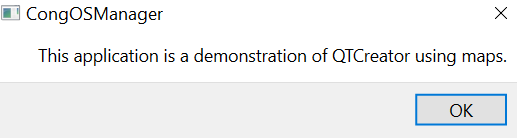 CongOSManager
This application is a demonstration of QTCreator using maps.
OK